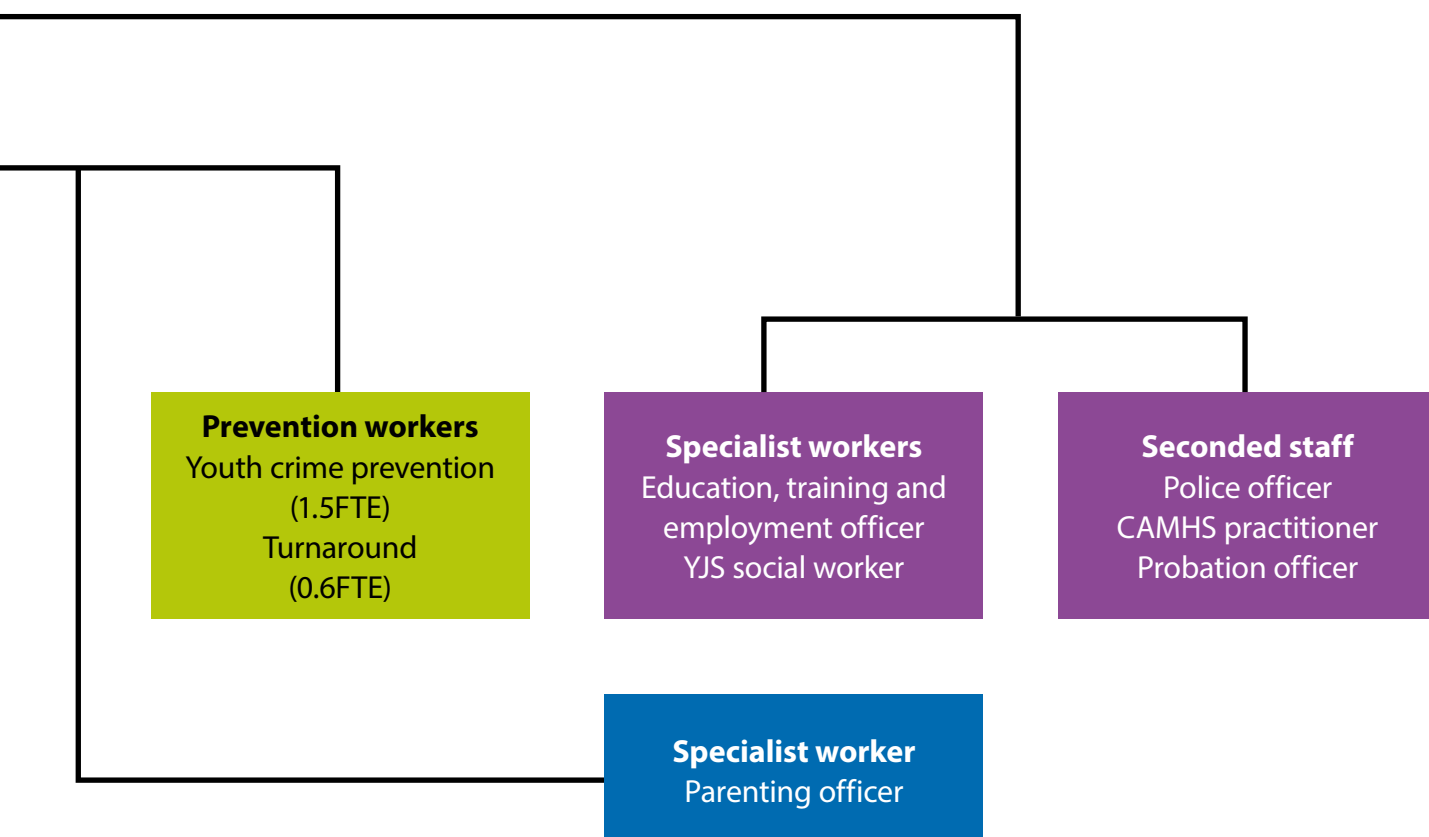 Prevention workers
Youth crime prevention
(1.5FTE)
Turnaround
(0.6FTE)
Specialist workers
Education, training and
employment officer
YJS social worker
Seconded staff
Police officer
CAMHS practitioner
Probation officer
Specialist worker
Parenting officer